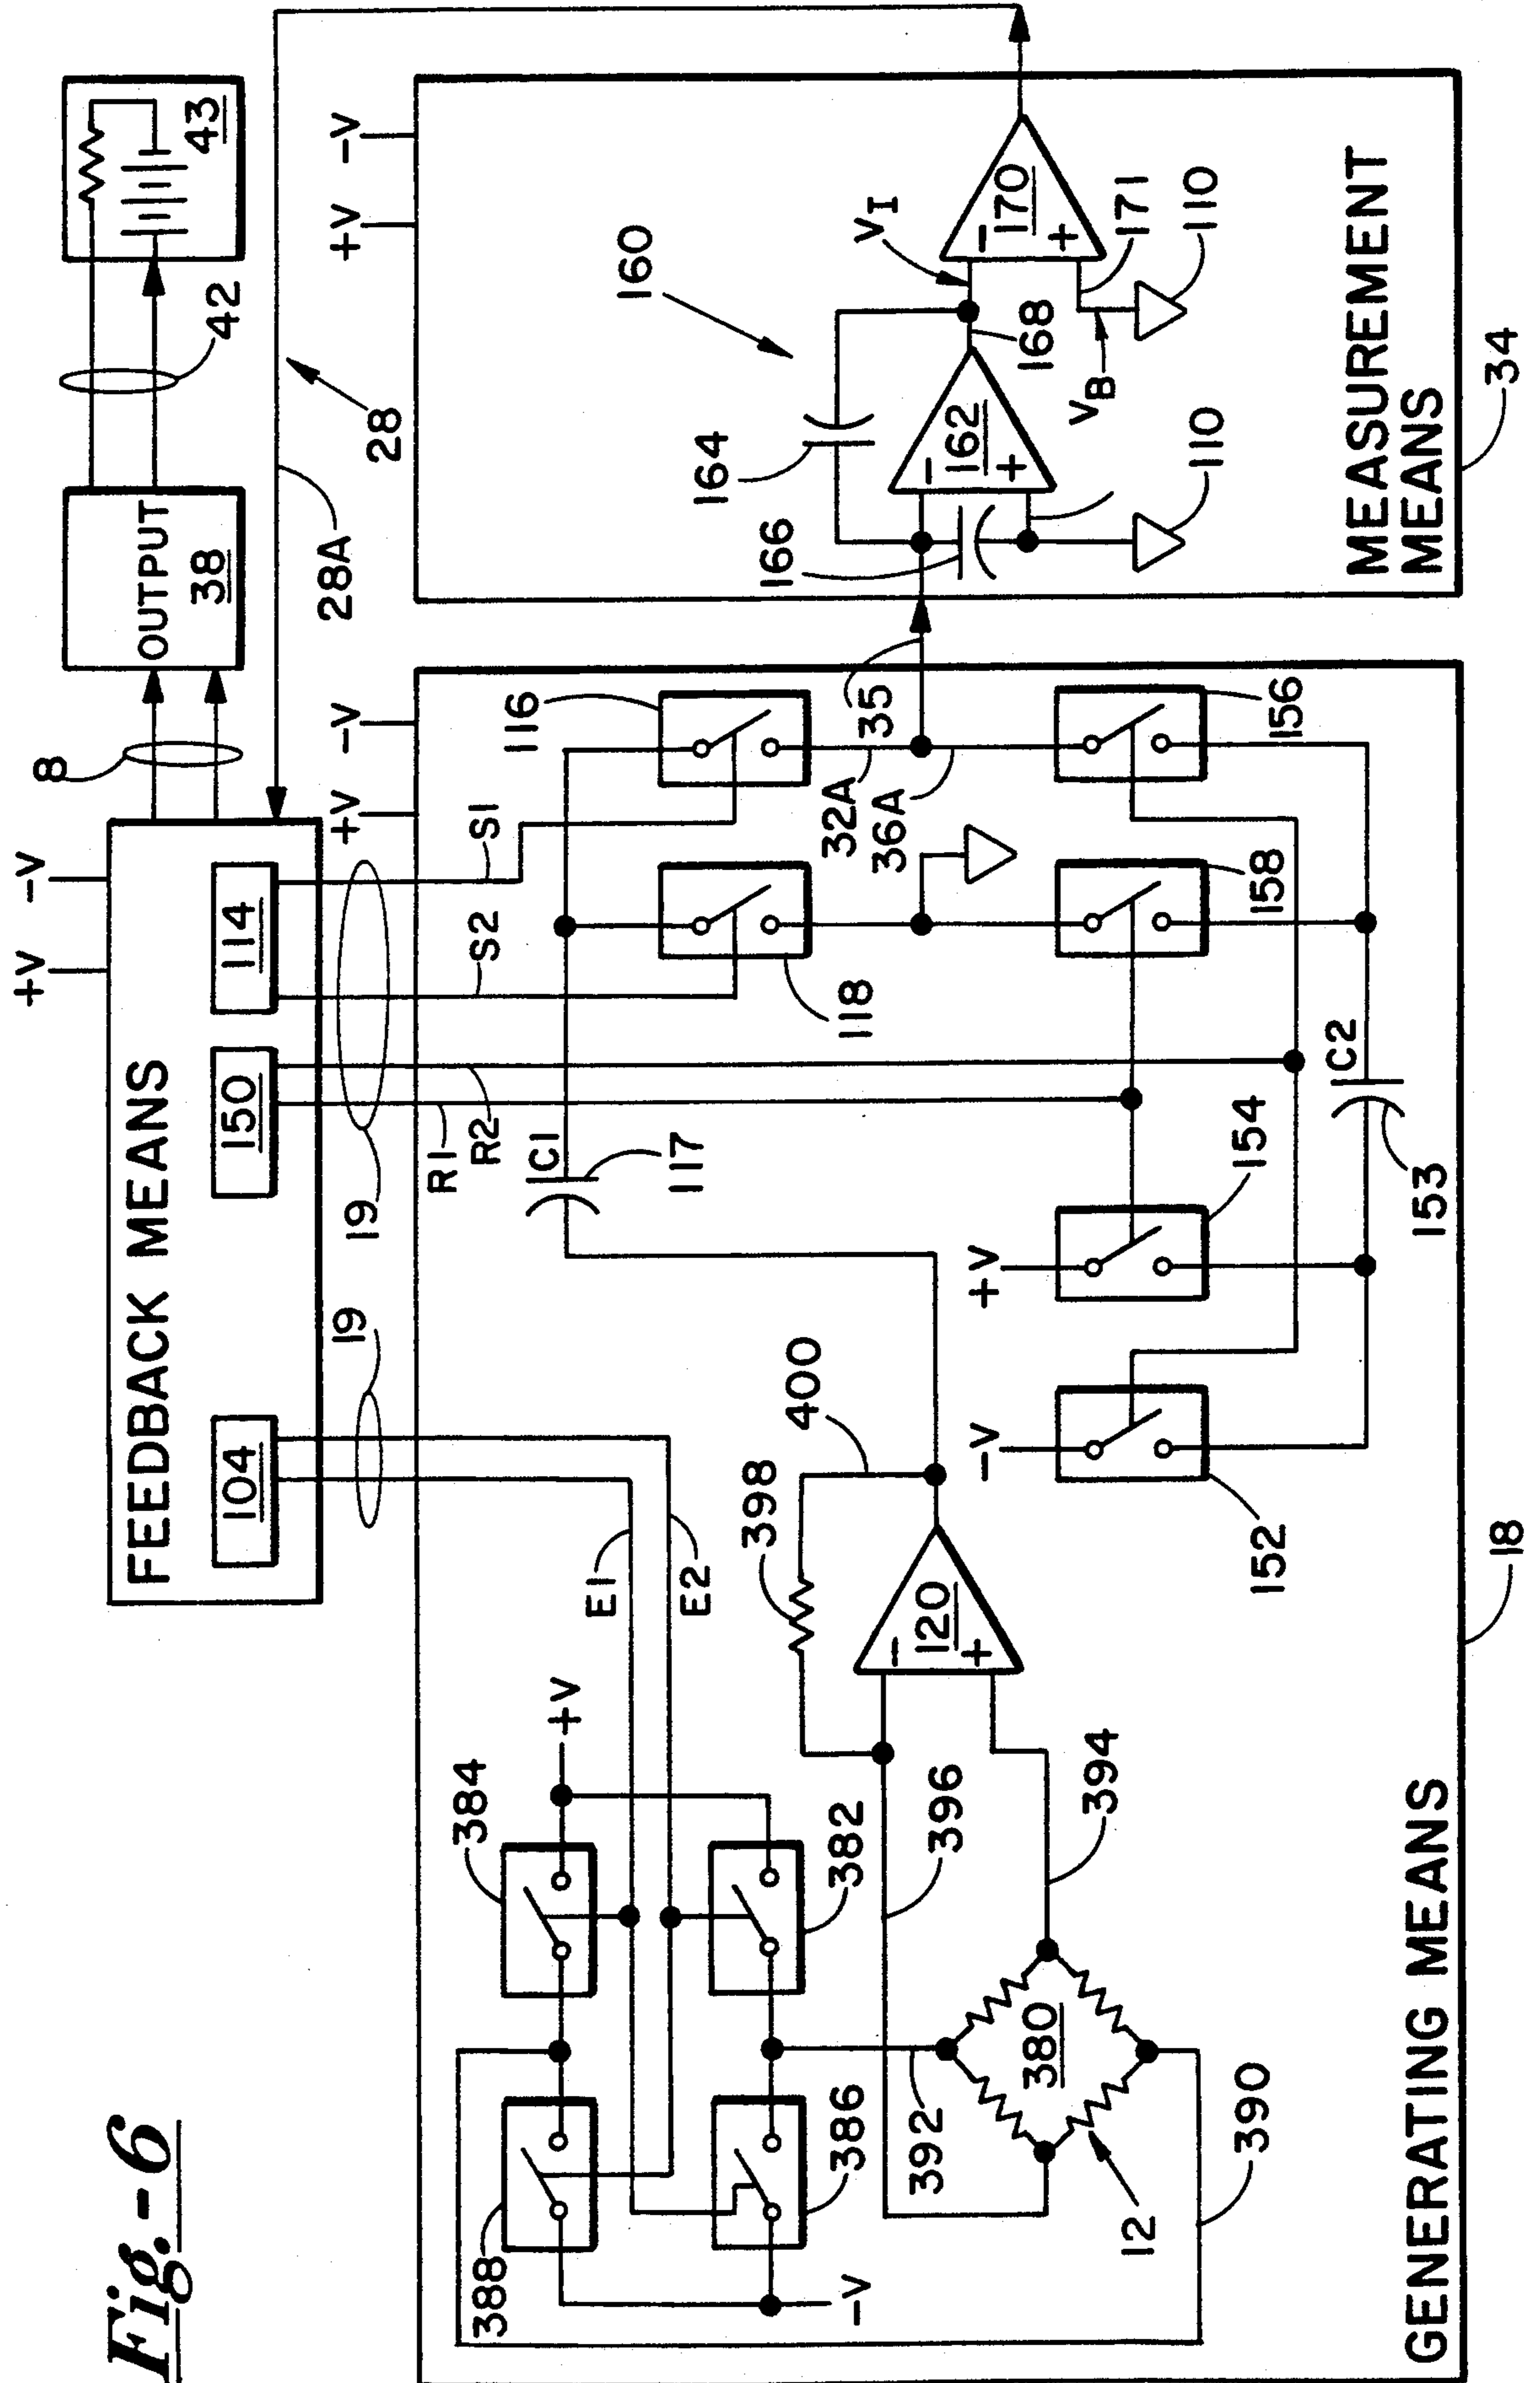 Fig.-6
FEEDBACK MEANS
104
150
114
+V
-V
8
OUTPUT
38
42
43
28A
28
19
19
R1
R2
S2
S1
E1
E2
+V
-V
+V
-V
384
+V
388
382
386
-V
392
380
12
390
396
394
120
398
400
C1
117
118
116
32A
36A
35
-V
152
+V
154
158
156
C2
153
GENERATING MEANS
18
160
164
166
162
-
+
168
VI
VB
170
-
+
171
110
110
-
+
MEASUREMENT
MEANS
34